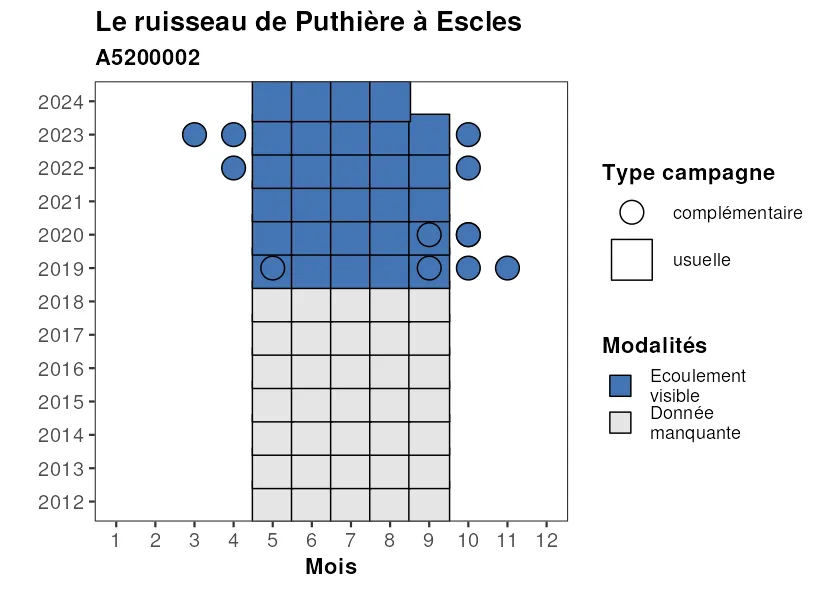 Le ruisseau de Puthière à Escles
A5200002
2024
2023
2022
2021
2020
2019
2018
2017
2016
2015
2014
2013
2012
1 2 3 4 5 6 7 8 9 10 11 12
Mois
Type campagne
complémentaire
usuelle
Modalités
Ecoulement
visible
Donnée
manquante